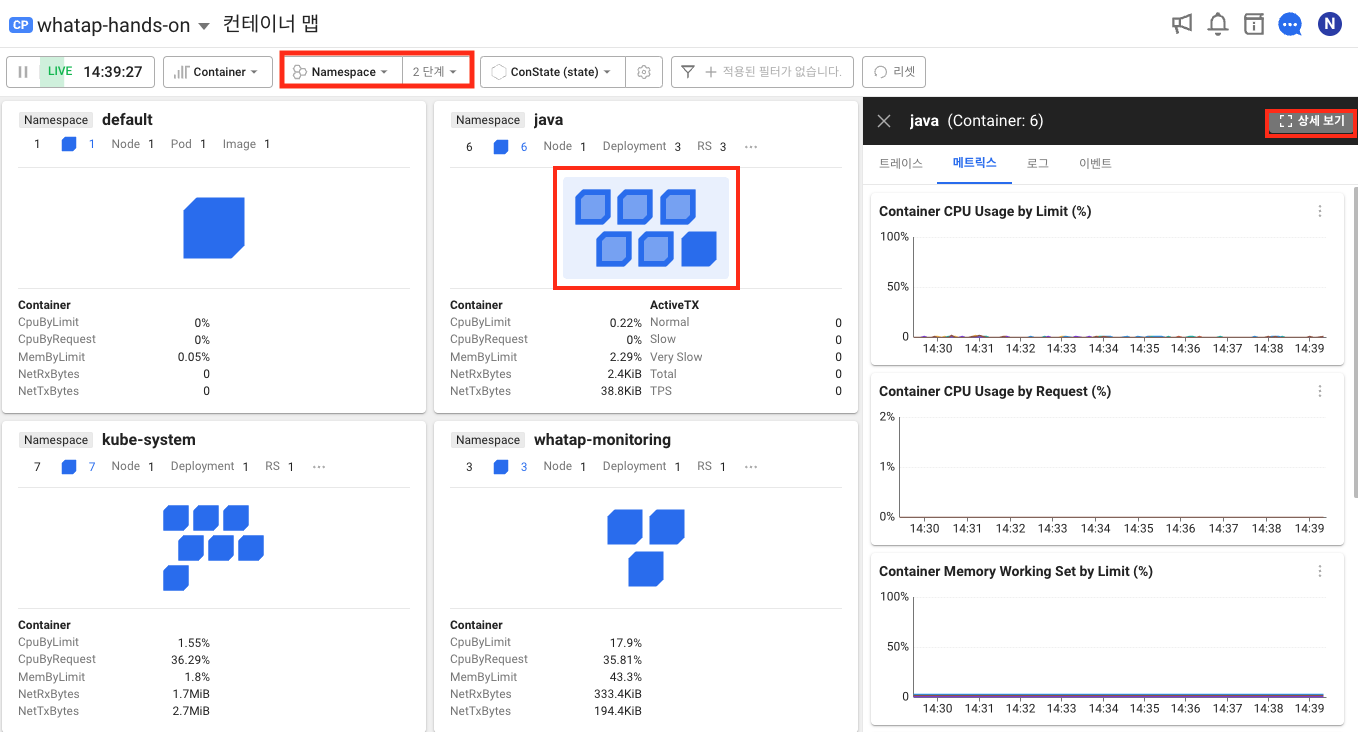 CP whatap-hands-on 컨테이너 맵 N
LIVE 14:39:27 Container Namespace 2 단계 ConState (state) 적용된 필터가 없습니다. 리셋
Namespace default
1 1 Node 1 Pod 1 Image 1
Container
CpuByLimit 0%
CpuByRequest 0%
MemByLimit 0.05%
NetRxBytes 0
NetTxBytes 0
Namespace java
6 6 Node 1 Deployment 3 RS 3 ...
Container ActiveTX
CpuByLimit 0.22% Normal 0
CpuByRequest 0% Slow 0
MemByLimit 2.29% Very Slow 0
NetRxBytes 2.4KiB Total 0
NetTxBytes 38.8KiB TPS 0
Namespace kube-system
7 7 Node 1 Deployment 1 RS 1 ...
Container
CpuByLimit 1.55%
CpuByRequest 36.29%
MemByLimit 1.8%
NetRxBytes 1.7MiB
NetTxBytes 2.7MiB
Namespace whatap-monitoring
3 3 Node 1 Deployment 1 RS 1 ...
Container
CpuByLimit 17.9%
CpuByRequest 35.81%
MemByLimit 43.3%
NetRxBytes 333.4KiB
NetTxBytes 194.4KiB
java (Container: 6) 상세 보기
트레이스 메트릭스 로그 이벤트
Container CPU Usage by Limit (%)
100%
50%
0
14:30 14:31 14:32 14:33 14:34 14:35 14:36 14:37 14:38 14:39
Container CPU Usage by Request (%)
2%
1%
0%
14:30 14:31 14:32 14:33 14:34 14:35 14:36 14:37 14:38 14:39
Container Memory Working Set by Limit (%)
100%
50%
0
14:30 14:31 14:32 14:33 14:34 14:35 14:36 14:37 14:38 14:39